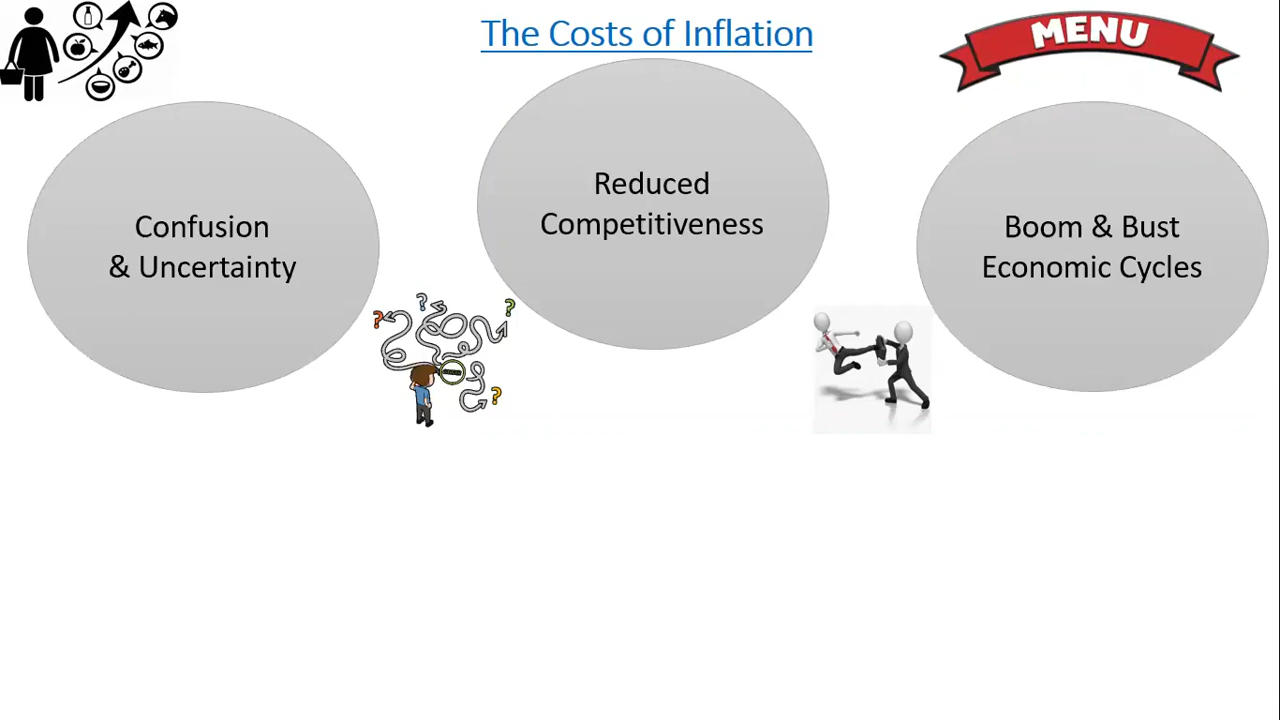 The Costs of Inflation
MENU
Confusion
& Uncertainty
Reduced
Competitiveness
Boom & Bust
Economic Cycles
?
?
?
?